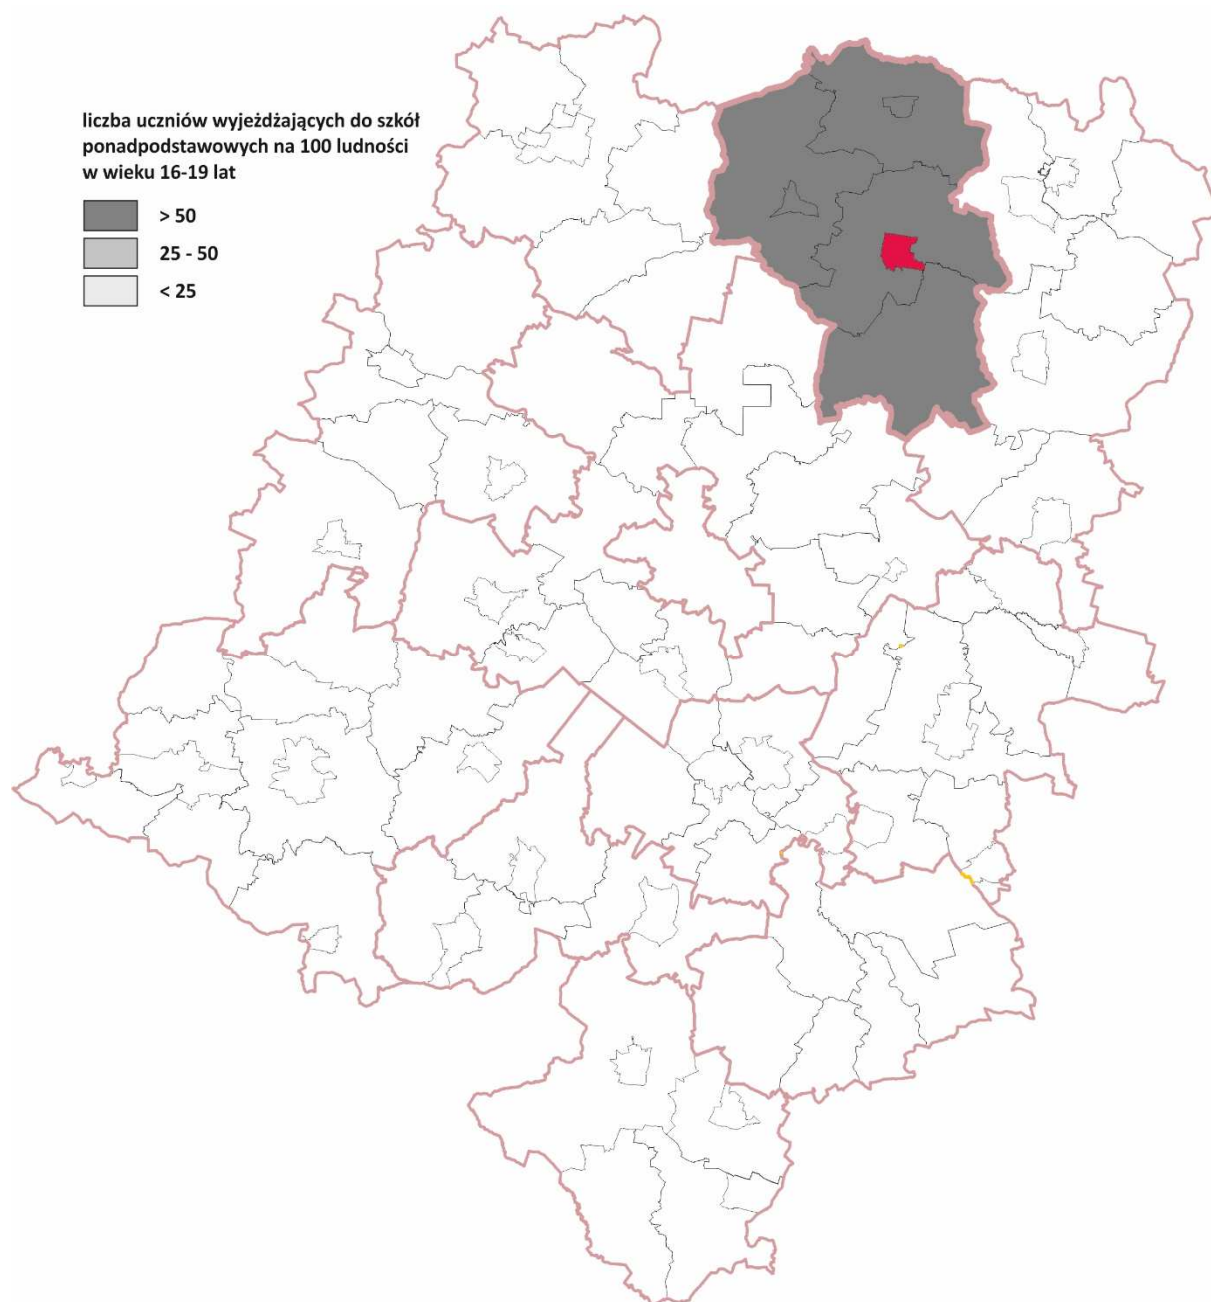 liczba uczniów wyjeżdżających do szkół
ponadpodstawowych na 100 ludności
w wieku 16-19 lat
> 50
25 - 50
< 25